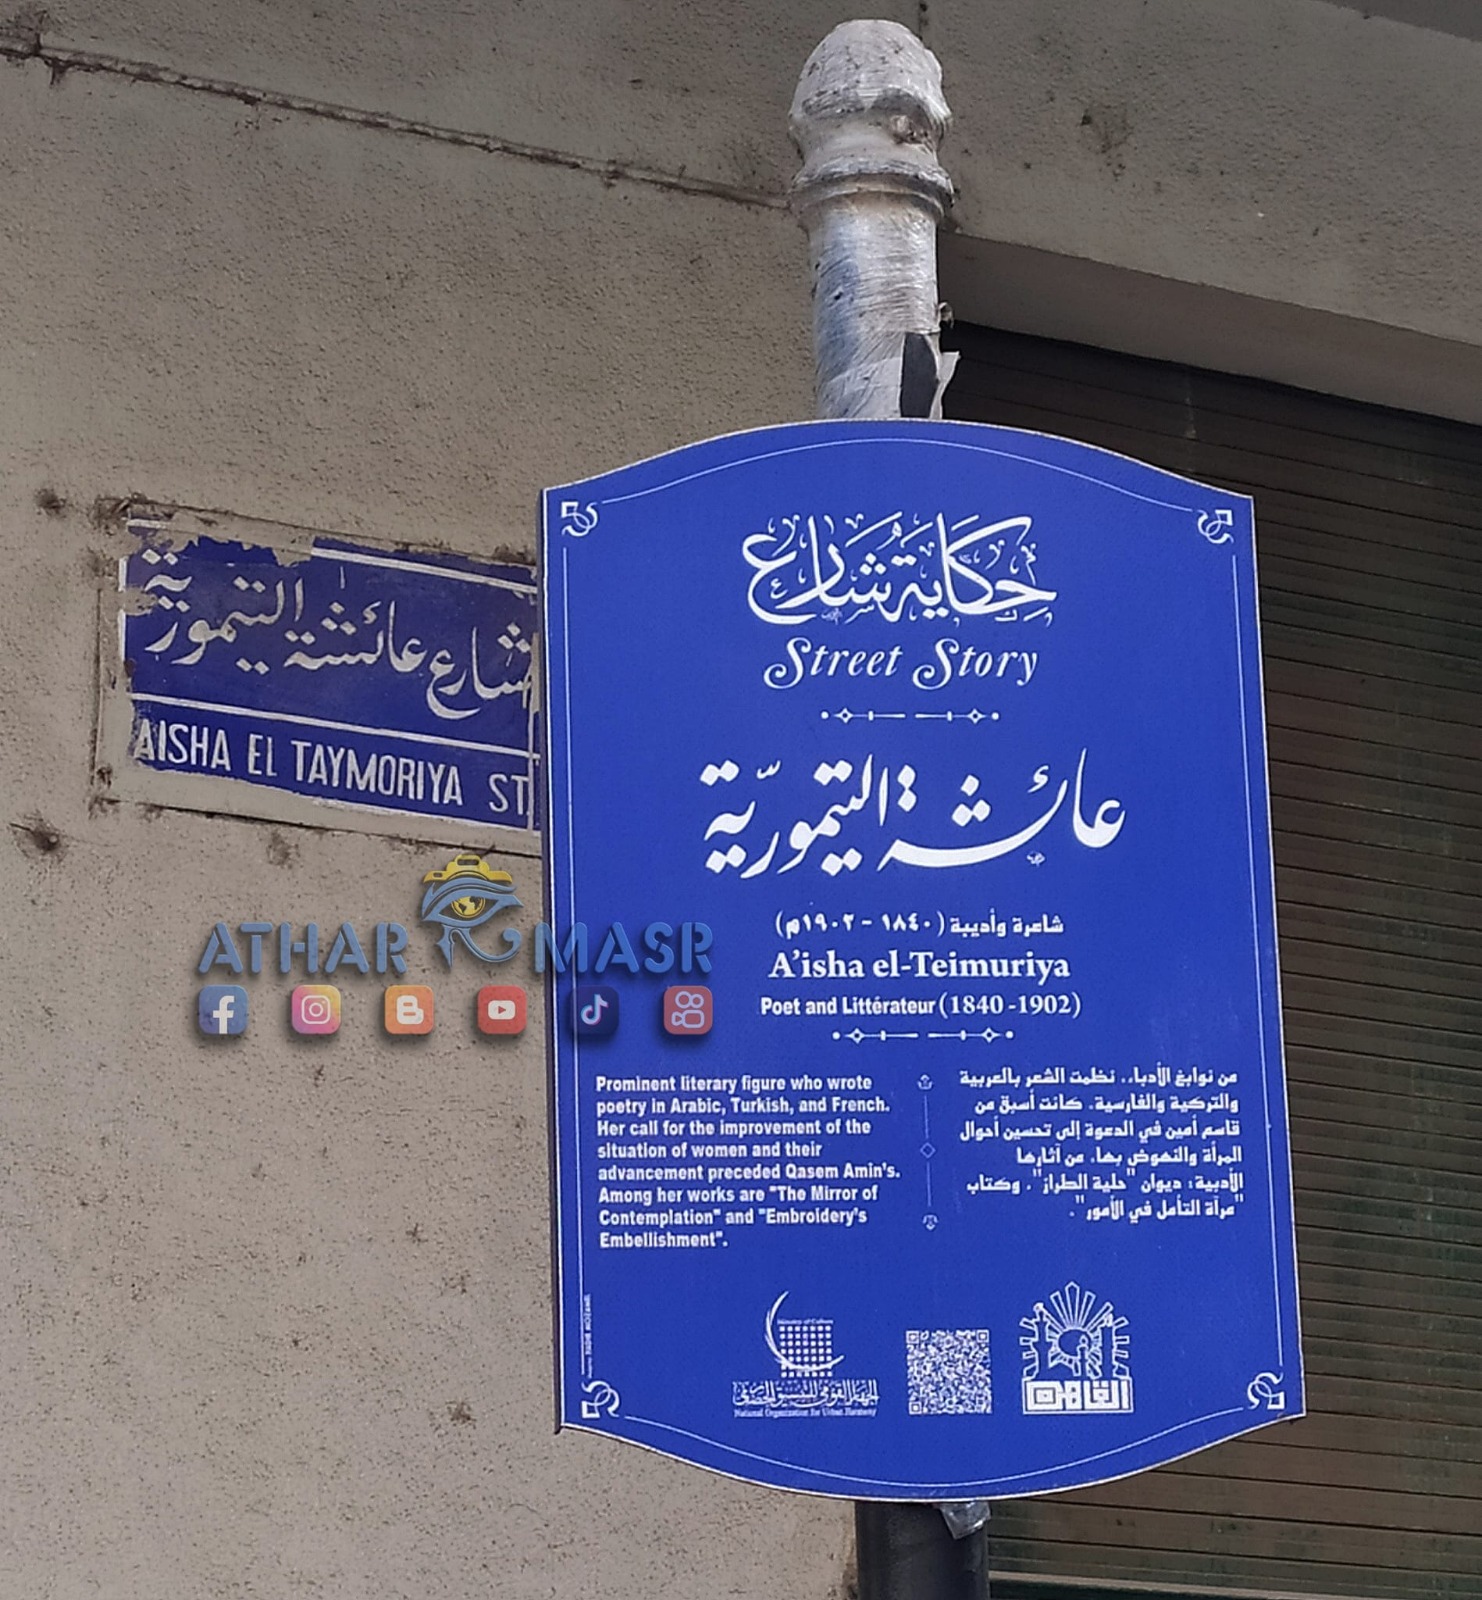 شارع عائشة التيمورية
AISHA EL TAYMORIYA ST
حكاية شارع
Street Story
عائشة التيمورية
شاعرة وأديبة (١٨٤٠ - ١٩٠٢م)
A'isha el-Teimuriya
Poet and Littérateur (1840 -1902)
Prominent literary figure who wrote
poetry in Arabic, Turkish, and French.
Her call for the improvement of the
situation of women and their
advancement preceded Qasem Amin's.
Among her works are "The Mirror of
Contemplation" and "Embroidery's
Embellishment".
من نوابغ الأدباء.. نظمت الشعر بالعربية
والتركية والفارسية. كانت أسبق من
قاسم أمين في الدعوة إلى تحسين أحوال
المرأة والنهوض بها. من آثارها
الأدبية: ديوان "حلية الطراز". وكتاب
"مرآة التأمل في الأمور".
Ministry of Culture
الجهاز القومى للتنسيق الحضارى
National Organization for Urban Harmony
القاهرة
ATHAR MASR